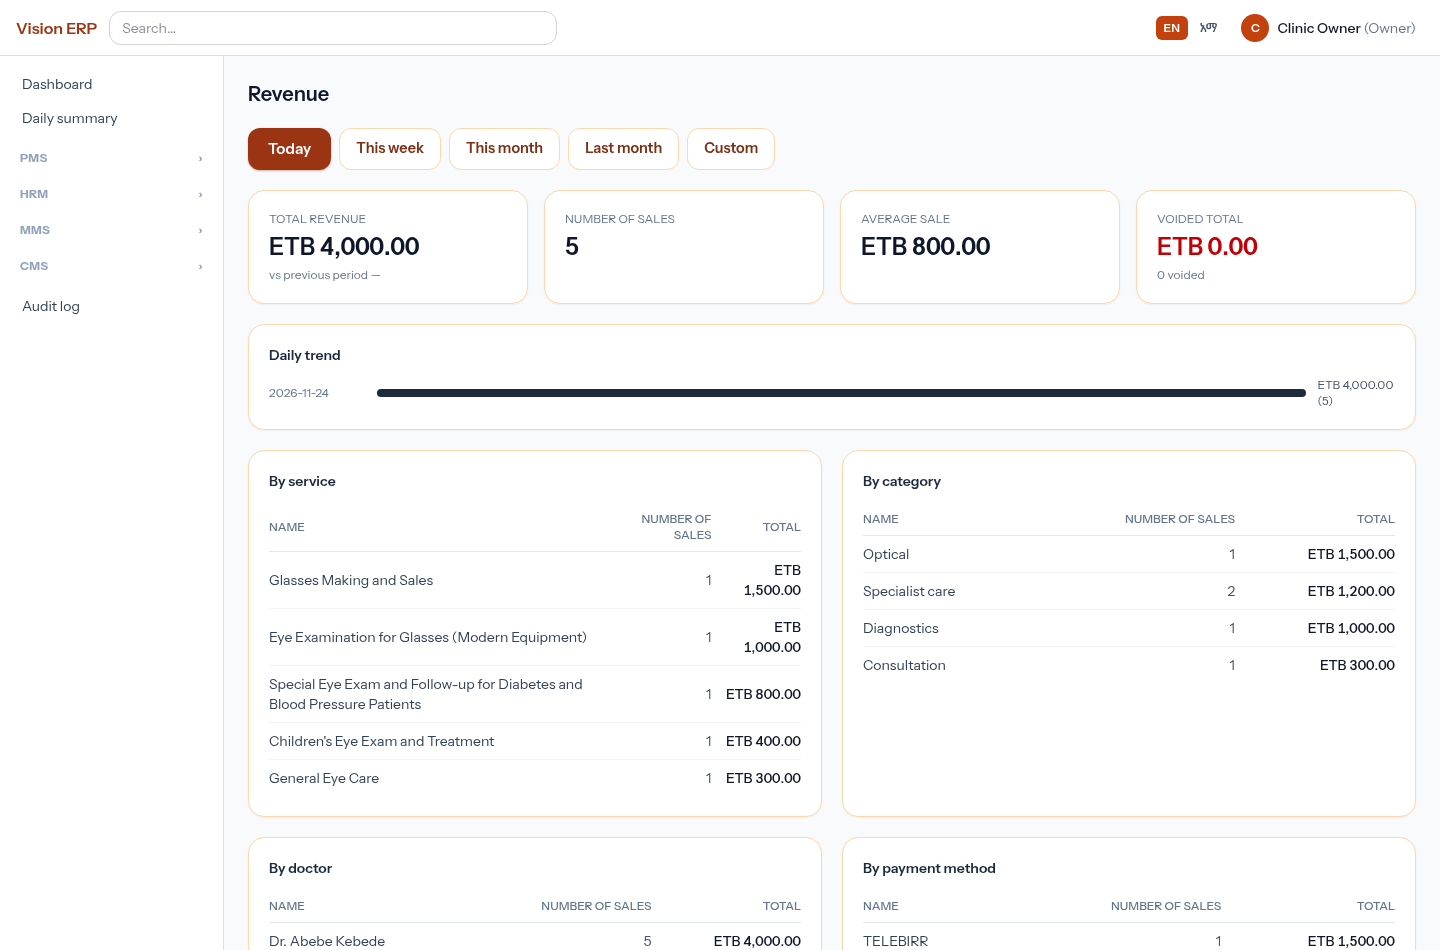 Vision ERP
Search...
EN
አማ
C
Clinic Owner (Owner)
Dashboard
Daily summary
PMS ›
HRM ›
MMS ›
CMS ›
Audit log
Revenue
Today
This week
This month
Last month
Custom
TOTAL REVENUE
ETB 4,000.00
vs previous period —
NUMBER OF SALES
5
AVERAGE SALE
ETB 800.00
VOIDED TOTAL
ETB 0.00
0 voided
Daily trend
2026-11-24
ETB 4,000.00
(5)
By service
NAME
NUMBER OF
SALES
TOTAL
Glasses Making and Sales 1 ETB
1,500.00
Eye Examination for Glasses (Modern Equipment) 1 ETB
1,000.00
Special Eye Exam and Follow-up for Diabetes and
Blood Pressure Patients
1 ETB 800.00
Children's Eye Exam and Treatment 1 ETB 400.00
General Eye Care 1 ETB 300.00
By category
NAME NUMBER OF SALES TOTAL
Optical 1 ETB 1,500.00
Specialist care 2 ETB 1,200.00
Diagnostics 1 ETB 1,000.00
Consultation 1 ETB 300.00
By doctor
NAME NUMBER OF SALES TOTAL
Dr. Abebe Kebede 5 ETB 4,000.00
By payment method
NAME NUMBER OF SALES TOTAL
TELEBIRR 1 ETB 1,500.00